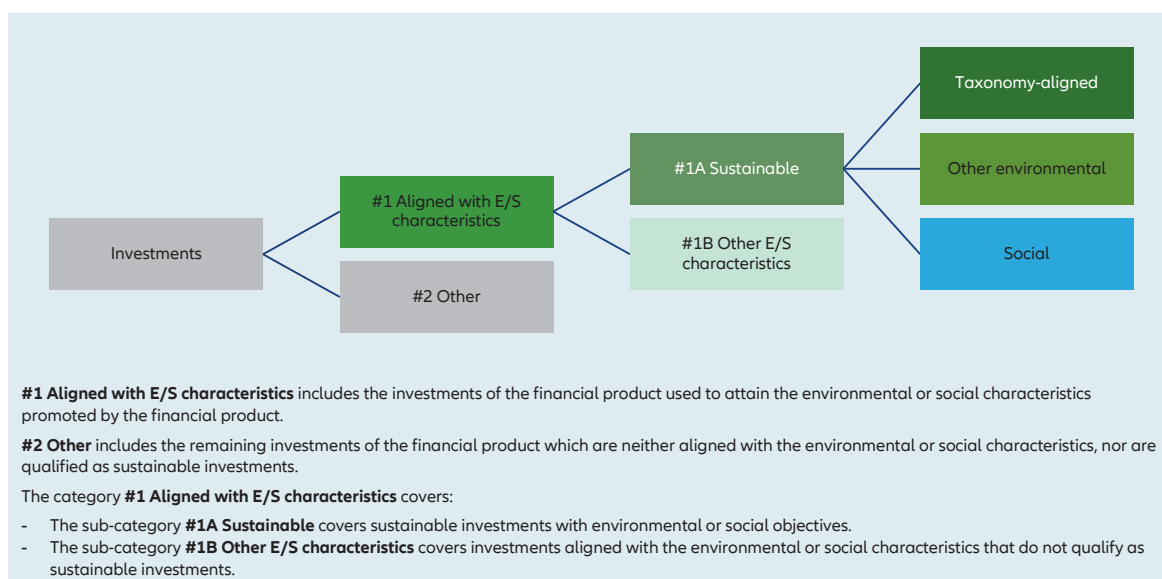 Taxonomy-aligned
#1A Sustainable
Other environmental
#1 Aligned with E/S
characteristics
#1B Other E/S
characteristics
Investments
Social
#2 Other
#1 Aligned with E/S characteristics includes the investments of the financial product used to attain the environmental or social characteristics
promoted by the financial product.
#2 Other includes the remaining investments of the financial product which are neither aligned with the environmental or social characteristics, nor are
qualified as sustainable investments.
The category #1 Aligned with E/S characteristics covers:
- The sub-category #1A Sustainable covers sustainable investments with environmental or social objectives.
- The sub-category #1B Other E/S characteristics covers investments aligned with the environmental or social characteristics that do not qualify as
sustainable investments.